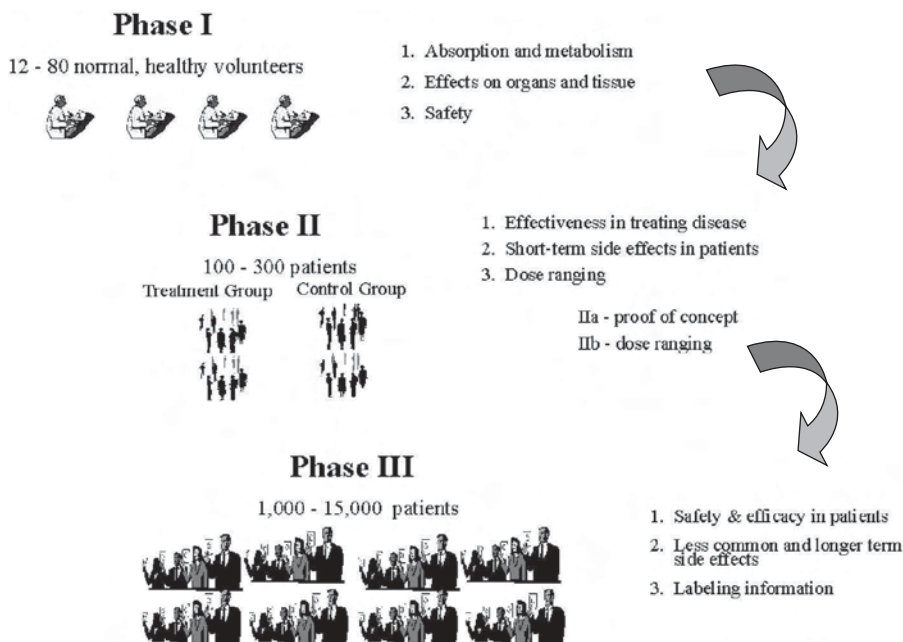 Phase I
12 - 80 normal, healthy volunteers
1. Absorption and metabolism
2. Effects on organs and tissue
3. Safety
Phase II
100 - 300 patients
Treatment Group Control Group
1. Effectiveness in treating disease
2. Short-term side effects in patients
3. Dose ranging
IIa - proof of concept
IIb - dose ranging
Phase III
1,000 - 15,000 patients
1. Safety & efficacy in patients
2. Less common and longer term
side effects
3. Labeling information